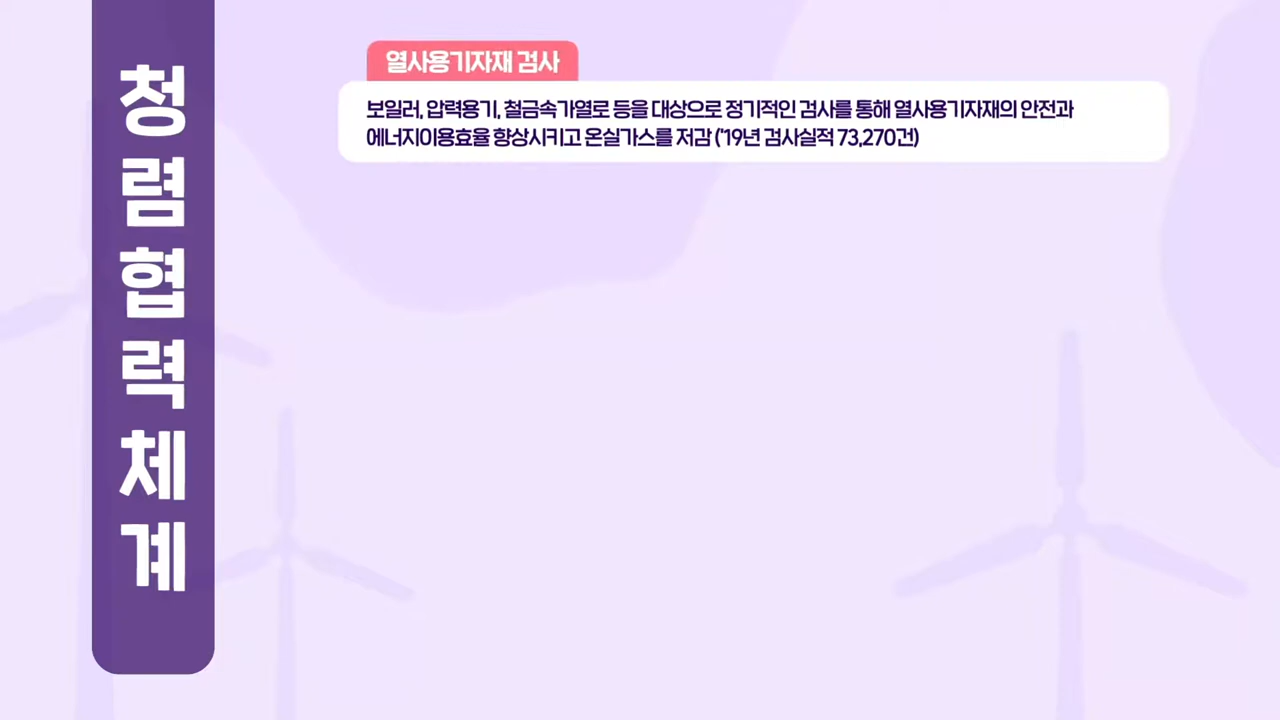 청렴협력체계
열사용기자재 검사
보일러, 압력용기, 철금속가열로 등을 대상으로 정기적인 검사를 통해 열사용기자재의 안전과
에너지이용효율 향상시키고 온실가스를 저감 ('19년 검사실적 73,270건)